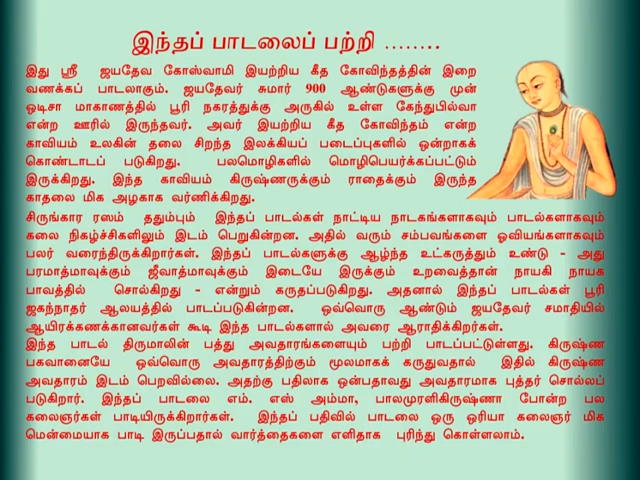 இந்தப் பாடலைப் பற்றி ........
இது ஸ்ரீ ஜயதேவ கோஸ்வாமி இயற்றிய கீத கோவிந்தத்தின் இறை
வணக்கப் பாடலாகும். ஜயதேவர் சுமார் 900 ஆண்டுகளுக்கு முன்
ஒடிசா மாகாணத்தில் பூரி நகரத்துக்கு அருகில் உள்ள கேந்துபில்வா
என்ற ஊரில் இருந்தவர். அவர் இயற்றிய கீத கோவிந்தம் என்ற
காவியம் உலகின் தலை சிறந்த இலக்கியப் படைப்புகளில் ஒன்றாகக்
கொண்டாடப் படுகிறது. பலமொழிகளில் மொழிபெயர்க்கப்பட்டும்
இருக்கிறது. இந்த காவியம் கிருஷ்ணருக்கும் ராதைக்கும் இருந்த
காதலை மிக அழகாக வர்ணிக்கிறது.
சிருங்கார ரஸம் ததும்பும் இந்தப் பாடல்கள் நாட்டிய நாடகங்களாகவும் பாடல்களாகவும்
கலை நிகழ்ச்சிகளிலும் இடம் பெறுகின்றன. அதில் வரும் சம்பவங்களை ஓவியங்களாகவும்
பலர் வரைந்திருக்கிறார்கள். இந்தப் பாடல்களுக்கு ஆழ்ந்த உட்கருத்தும் உண்டு - அது
பரமாத்மாவுக்கும் ஜீவாத்மாவுக்கும் இடையே இருக்கும் உறவைத்தான் நாயகி நாயக
பாவத்தில் சொல்கிறது - என்றும் கருதப்படுகிறது. அதனால் இந்தப் பாடல்கள் பூரி
ஜகந்நாதர் ஆலயத்தில் பாடப்படுகின்றன. ஒவ்வொரு ஆண்டும் ஜயதேவர் சமாதியில்
ஆயிரக்கணக்கானவர்கள் கூடி இந்த பாடல்களால் அவரை ஆராதிக்கிறர்கள்.
இந்த பாடல் திருமாலின் பத்து அவதாரங்களையும் பற்றி பாடப்பட்டுள்ளது. கிருஷ்ண
பகவானையே ஒவ்வொரு அவதாரத்திற்கும் மூலமாகக் கருதுவதால் இதில் கிருஷ்ண
அவதாரம் இடம் பெறவில்லை. அதற்கு பதிலாக ஒன்பதாவது அவதாரமாக புத்தர் சொல்லப்
படுகிறார். இந்தப் பாடலை எம். எஸ் அம்மா, பாலமுரளிகிருஷ்ணா போன்ற பல
கலைஞர்கள் பாடியிருக்கிறார்கள். இந்தப் பதிவில் பாடலை ஒரு ஒரியா கலைஞர் மிக
மென்மையாக பாடி இருப்பதால் வார்த்தைகளை எளிதாக புரிந்து கொள்ளலாம்.